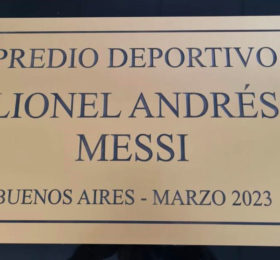 PREDIO DEPORTIVO
LIONEL ANDRÉS
MESSI
BUENOS AIRES - MARZO 2023